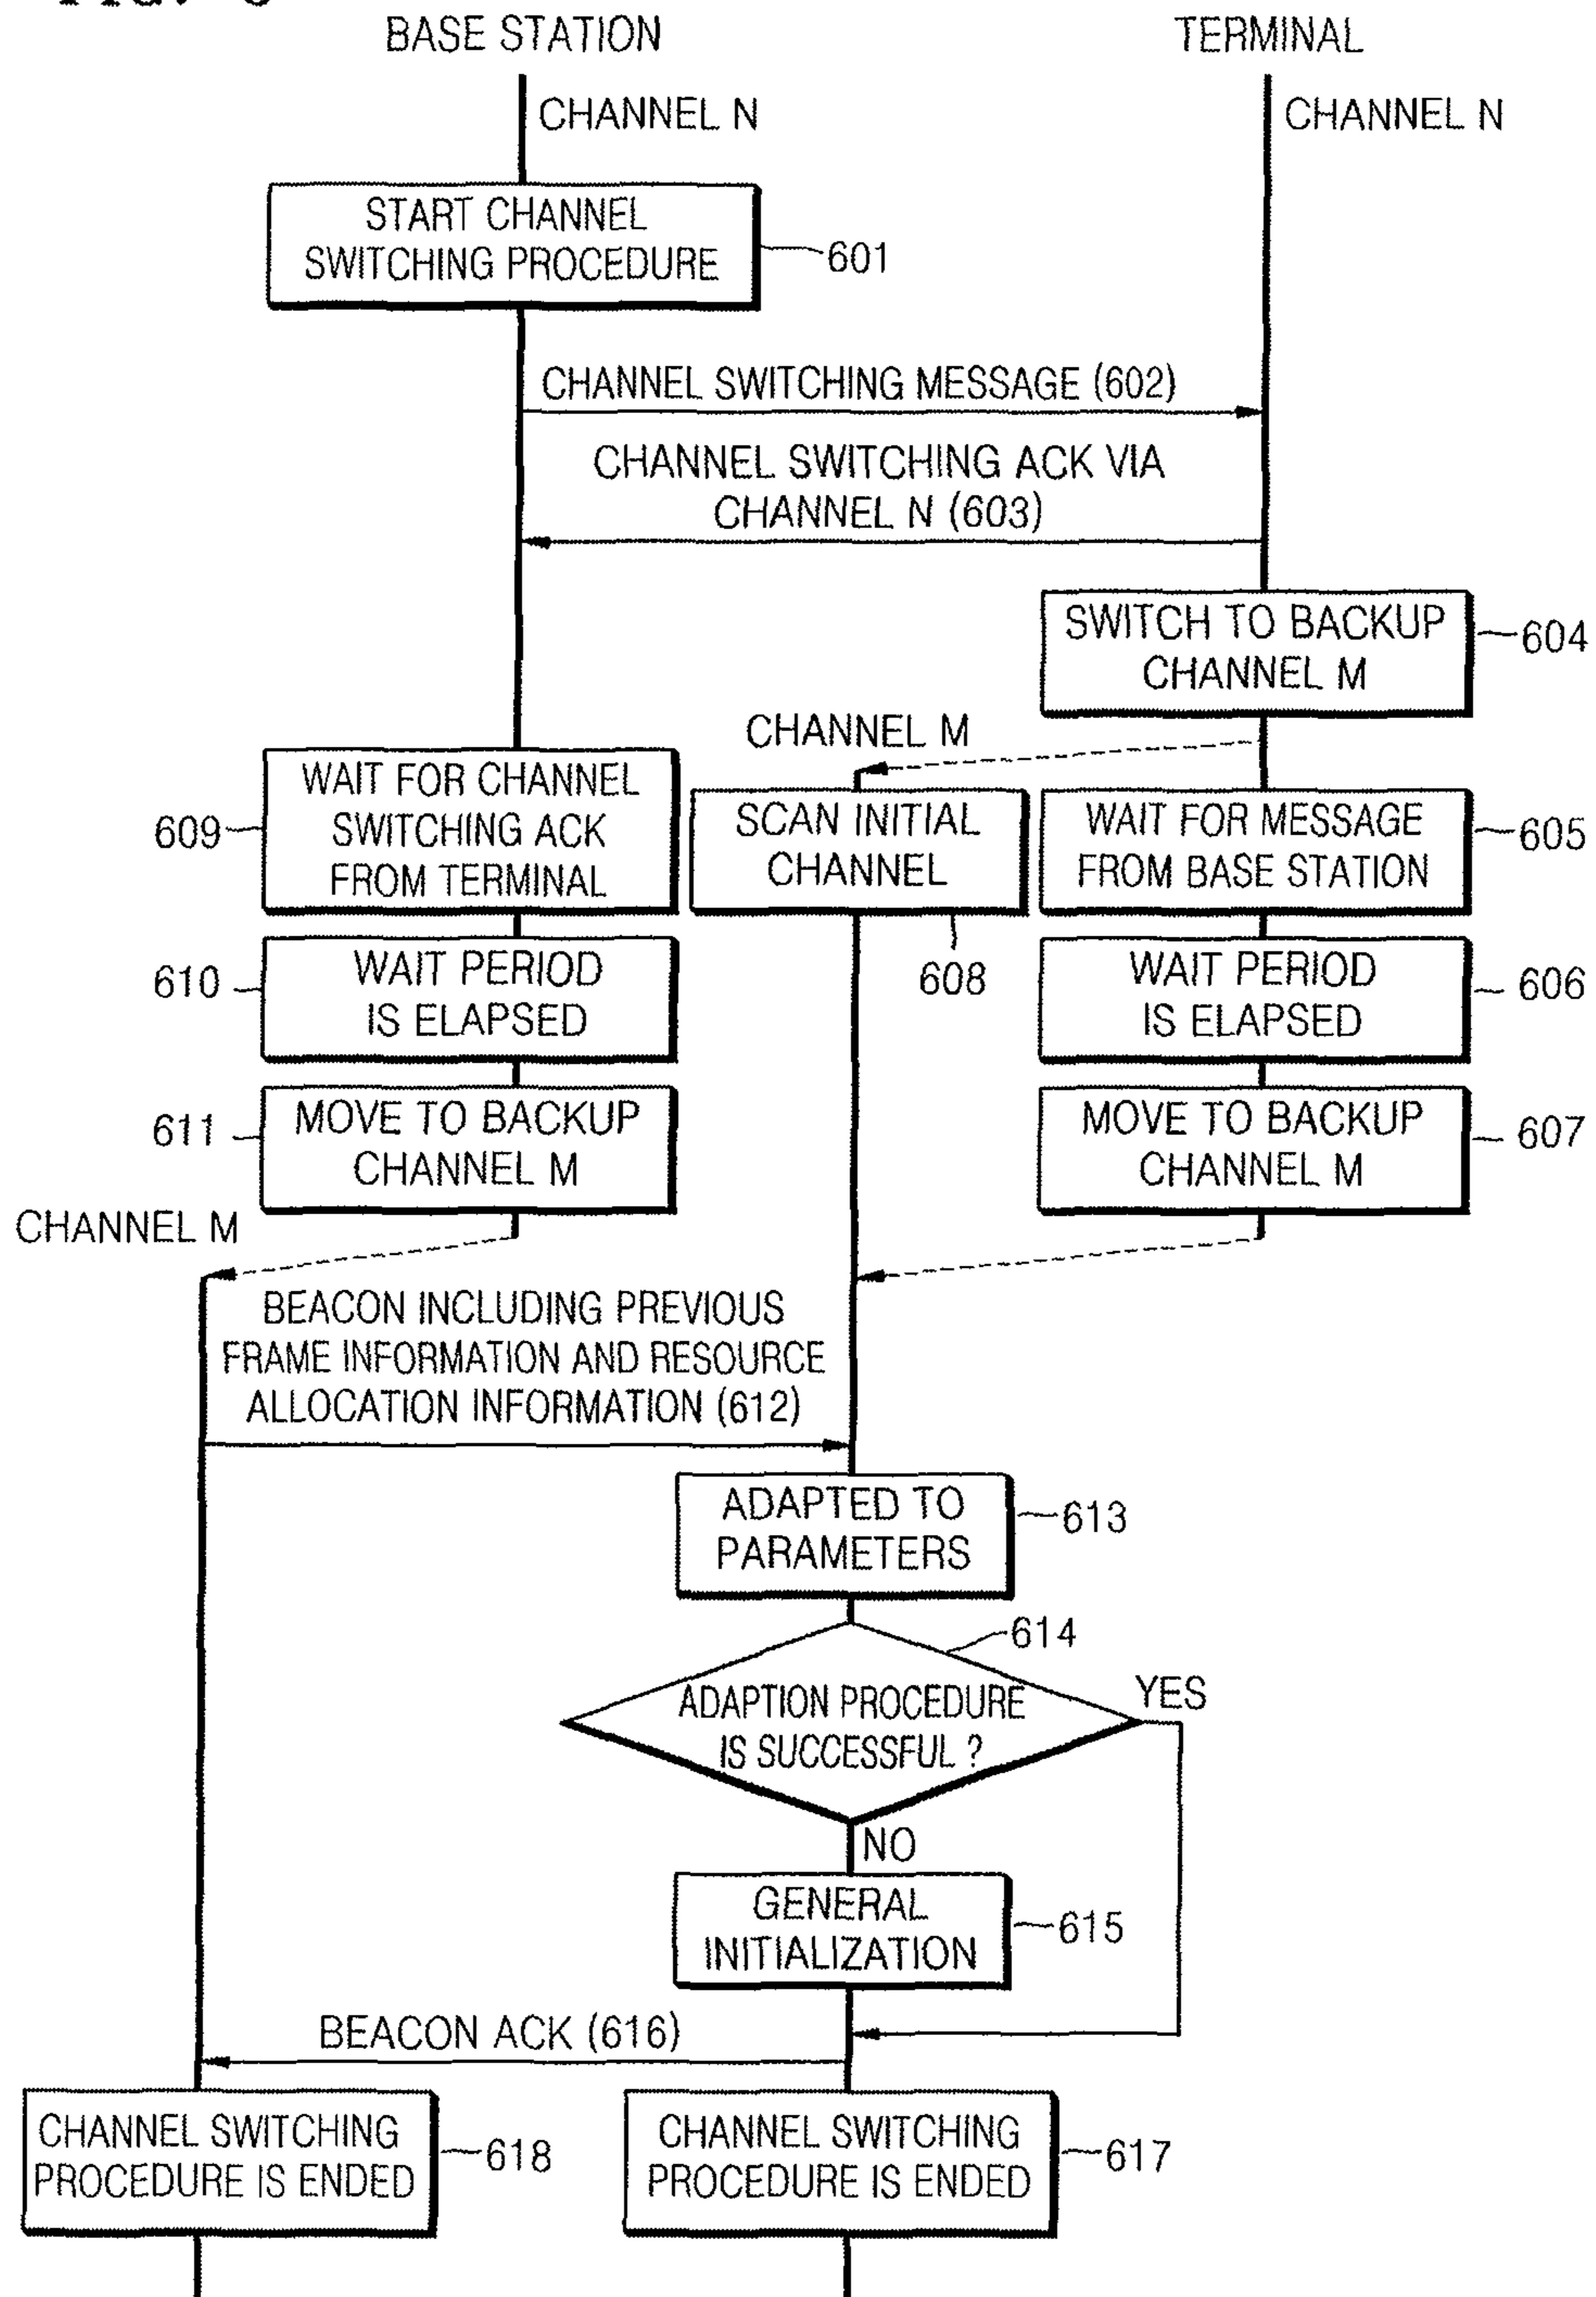 BASE STATION
TERMINAL
CHANNEL N
CHANNEL N
START CHANNEL
SWITCHING PROCEDURE
601
CHANNEL SWITCHING MESSAGE (602)
CHANNEL SWITCHING ACK VIA
CHANNEL N (603)
SWITCH TO BACKUP
CHANNEL M
604
CHANNEL M
WAIT FOR CHANNEL
SWITCHING ACK
FROM TERMINAL
609
SCAN INITIAL
CHANNEL
608
WAIT FOR MESSAGE
FROM BASE STATION
605
WAIT PERIOD
IS ELAPSED
610
WAIT PERIOD
IS ELAPSED
606
MOVE TO BACKUP
CHANNEL M
611
MOVE TO BACKUP
CHANNEL M
607
CHANNEL M
BEACON INCLUDING PREVIOUS
FRAME INFORMATION AND RESOURCE
ALLOCATION INFORMATION (612)
ADAPTED TO
PARAMETERS
613
614
ADAPTION PROCEDURE
IS SUCCESSFUL ?
YES
NO
GENERAL
INITIALIZATION
615
BEACON ACK (616)
CHANNEL SWITCHING
PROCEDURE IS ENDED
618
CHANNEL SWITCHING
PROCEDURE IS ENDED
617